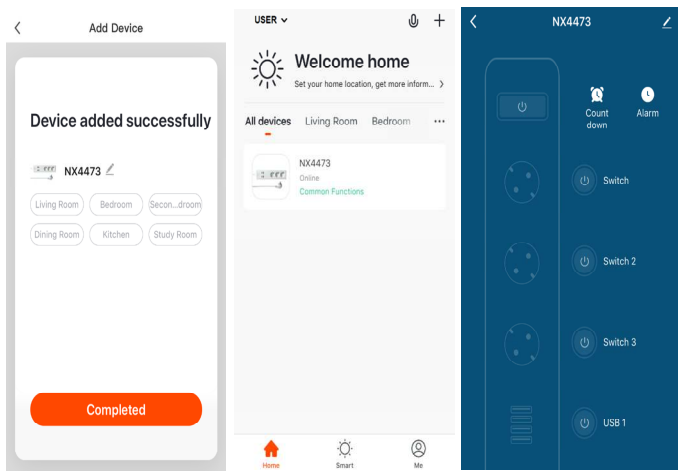 Add Device
Device added successfully
NX4473
Living Room Bedroom Secon...droom
Dining Room Kitchen Study Room
Completed
USER
Welcome home
Set your home location, get more inform...
All devices Living Room Bedroom ...
NX4473
Online
Common Functions
Home Smart Me
NX4473
Count down Alarm
Switch
Switch 2
Switch 3
USB 1